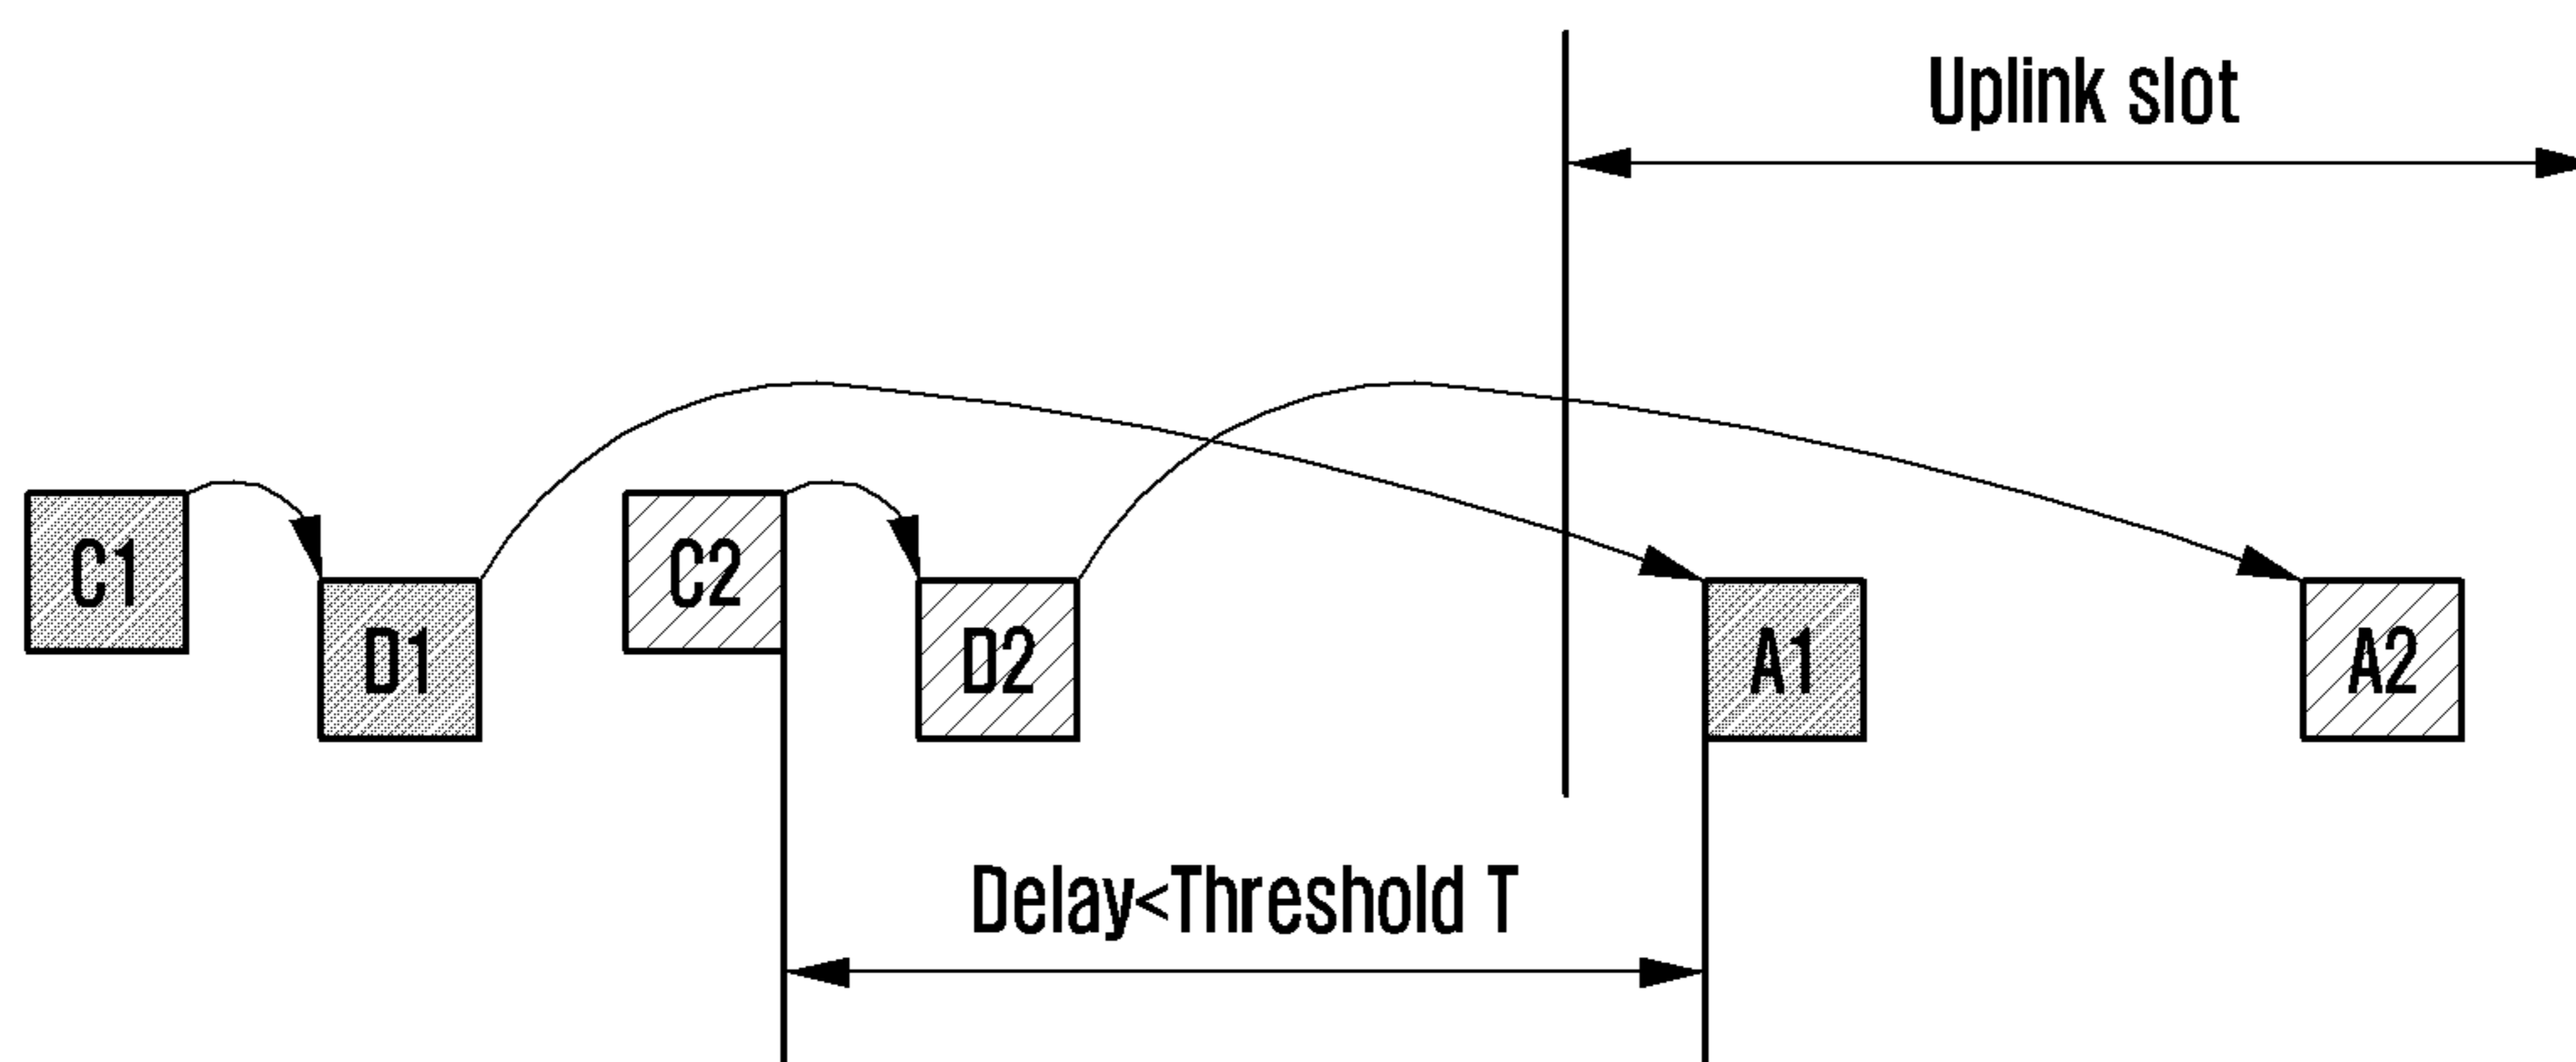 Uplink slot
C1
C2
D1
D2
A1
A2
Delay<Threshold T